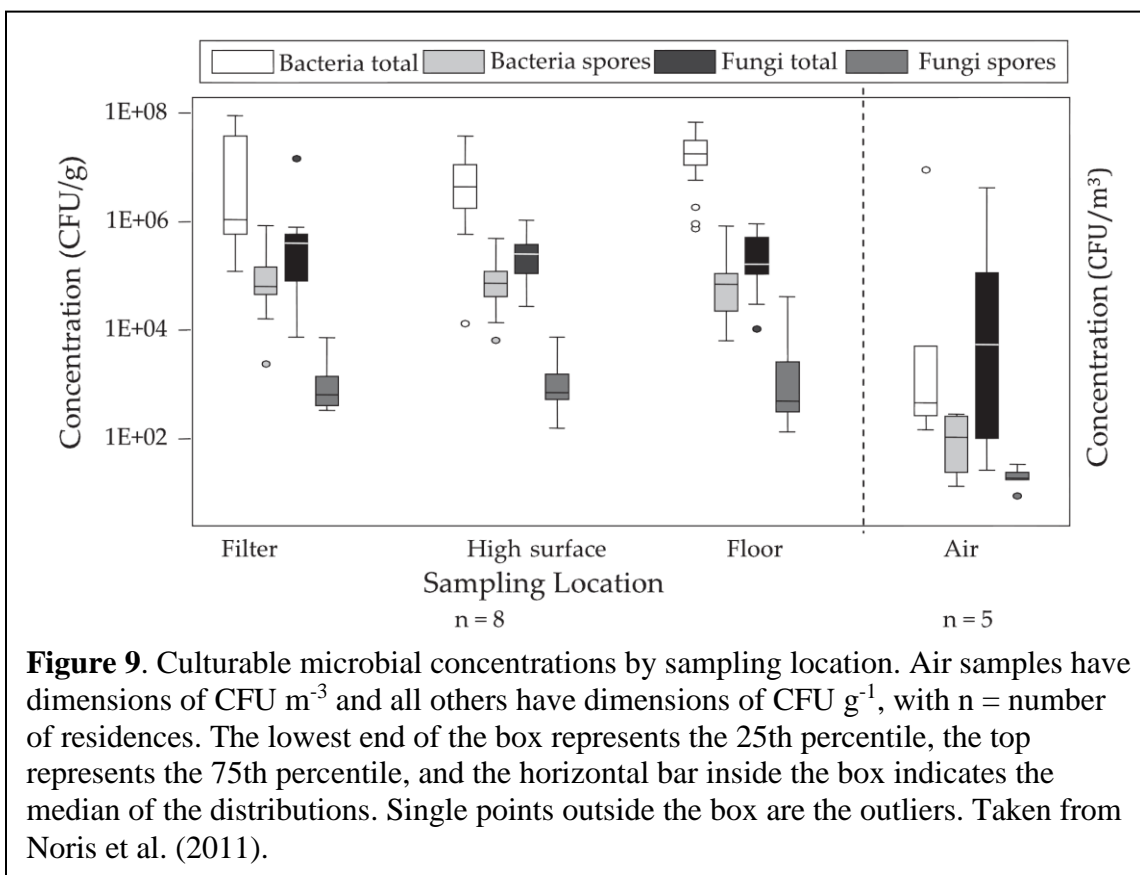 Bacteria total Bacteria spores Fungi total Fungi spores
1E+08
1E+06
1E+04
1E+02
Concentration (CFU/g)
Concentration (CFU/m³)
Filter High surface Floor Air
Sampling Location
n = 8 n = 5
Figure 9. Culturable microbial concentrations by sampling location. Air samples have
dimensions of CFU m⁻³ and all others have dimensions of CFU g⁻¹, with n = number
of residences. The lowest end of the box represents the 25th percentile, the top
represents the 75th percentile, and the horizontal bar inside the box indicates the
median of the distributions. Single points outside the box are the outliers. Taken from
Noris et al. (2011).